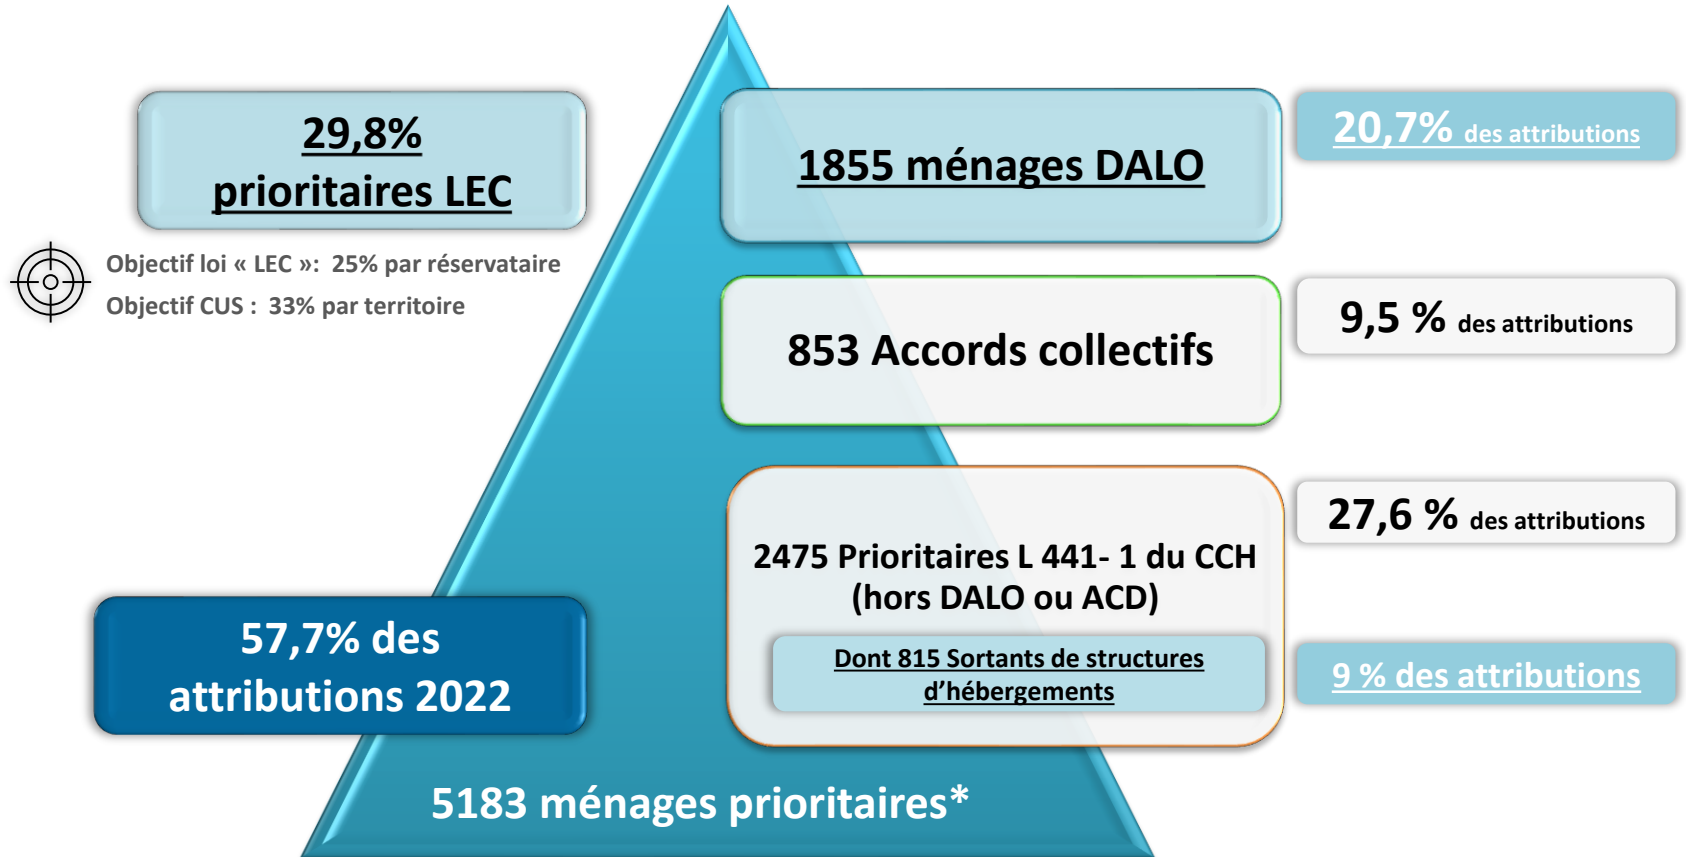 29,8%
prioritaires LEC
Objectif loi « LEC »: 25% par réservataire
Objectif CUS : 33% par territoire
1855 ménages DALO
20,7% des attributions
853 Accords collectifs
9,5 % des attributions
2475 Prioritaires L 441- 1 du CCH
(hors DALO ou ACD)
27,6 % des attributions
Dont 815 Sortants de structures
d’hébergements
9 % des attributions
57,7% des
attributions 2022
5183 ménages prioritaires*